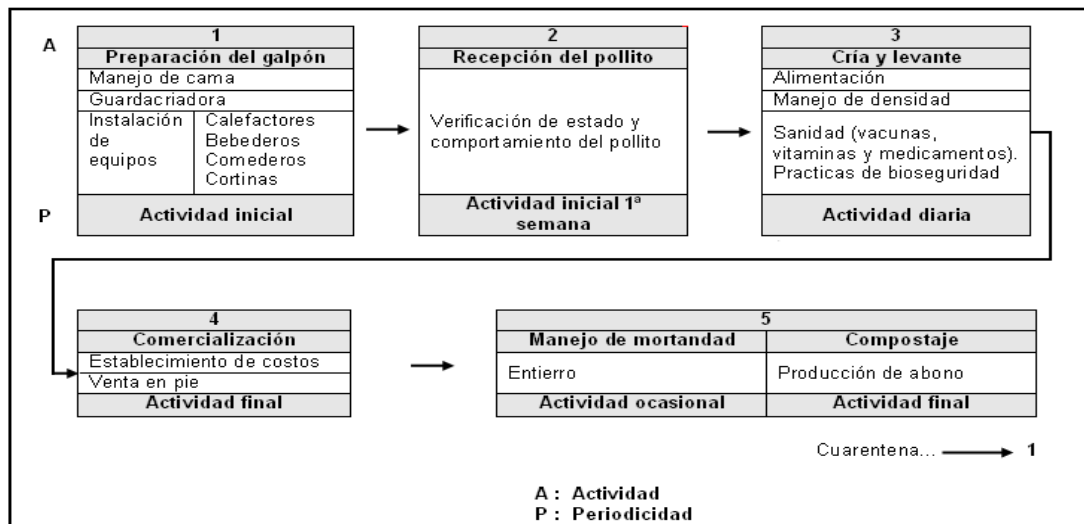 A
1
Preparación del galpón
Manejo de cama
Guardacriadora
Instalación de equipos
Calefactores
Bebederos
Comederos
Cortinas
P
Actividad inicial
2
Recepción del pollito
Verificación de estado y
comportamiento del pollito
Actividad inicial 1ª
semana
3
Cría y levante
Alimentación
Manejo de densidad
Sanidad (vacunas,
vitaminas y medicamentos).
Practicas de bioseguridad
Actividad diaria
4
Comercialización
Establecimiento de costos
Venta en pie
Actividad final
5
Manejo de mortandad
Entierro
Actividad ocasional
Compostaje
Producción de abono
Actividad final
Cuarentena... 1
A : Actividad
P : Periodicidad